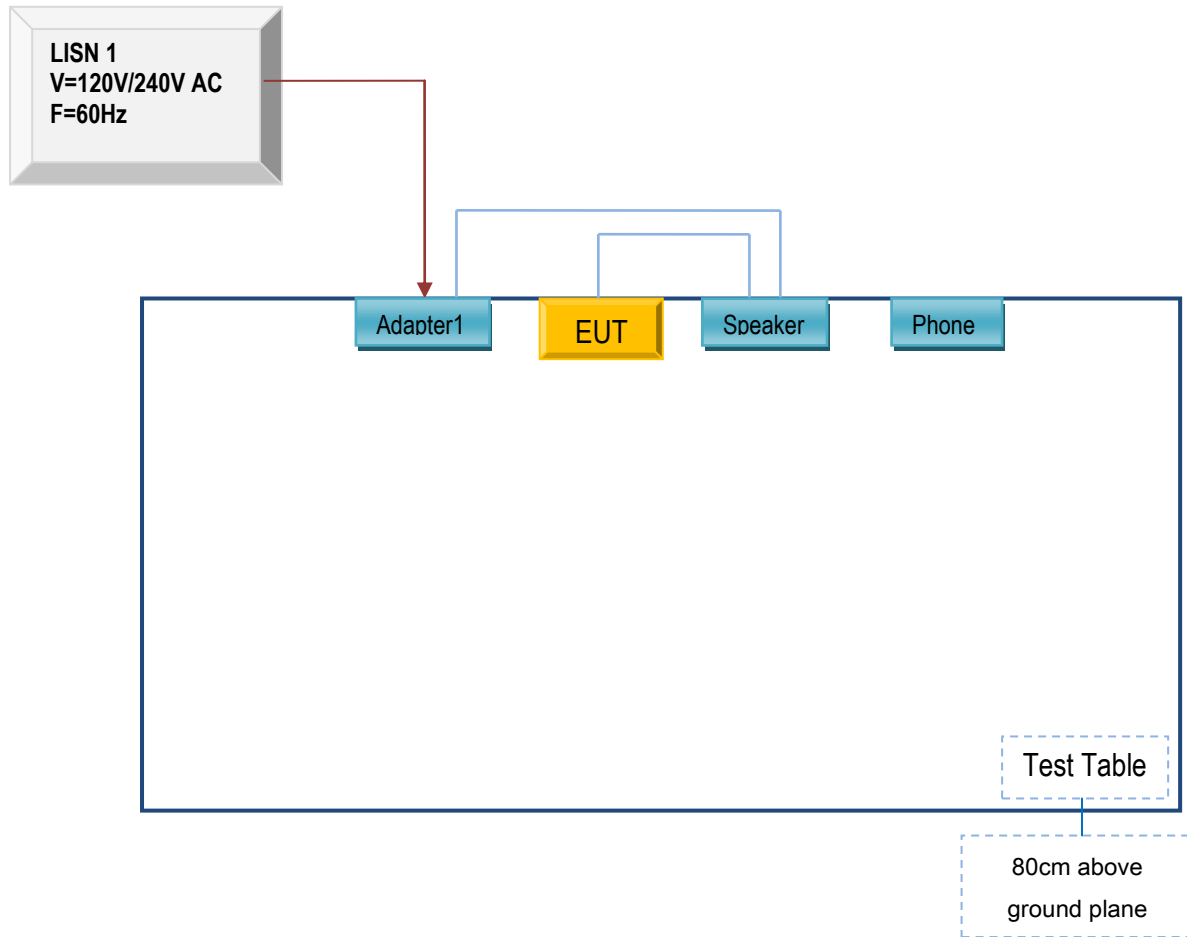 LISN 1
V=120V/240V AC
F=60Hz
Adapter1
EUT
Speaker
Phone
Test Table
80cm above
ground plane